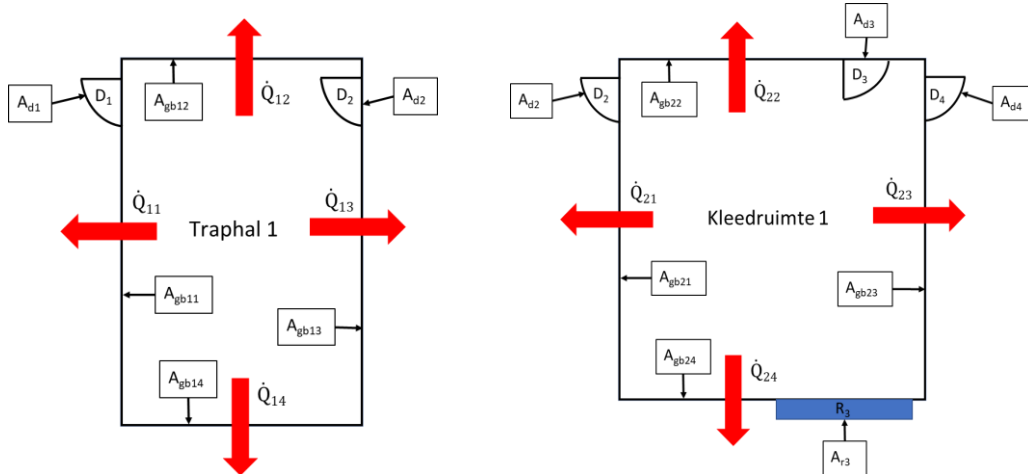 A_d1
D_1
A_gb12
Q̇_12
D_2
A_d2
Q̇_11
Traphal 1
Q̇_13
A_gb11
A_gb13
A_gb14
Q̇_14
A_d3
A_d2
D_2
A_gb22
Q̇_22
D_3
D_4
A_d4
Q̇_21
Kleedruimte 1
Q̇_23
A_gb21
A_gb23
A_gb24
Q̇_24
R_3
A_r3